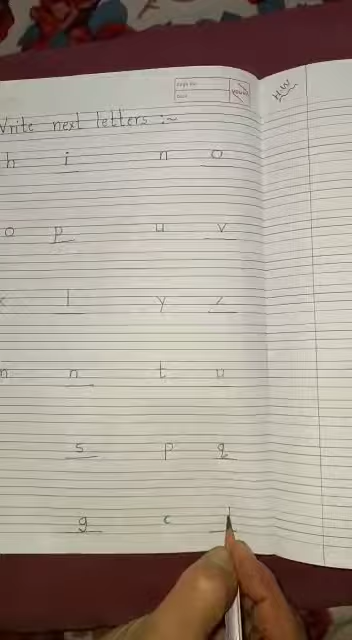 H.W
Write next letters :~
h i n o
o p u v
l y z
n t u
s p q
g c